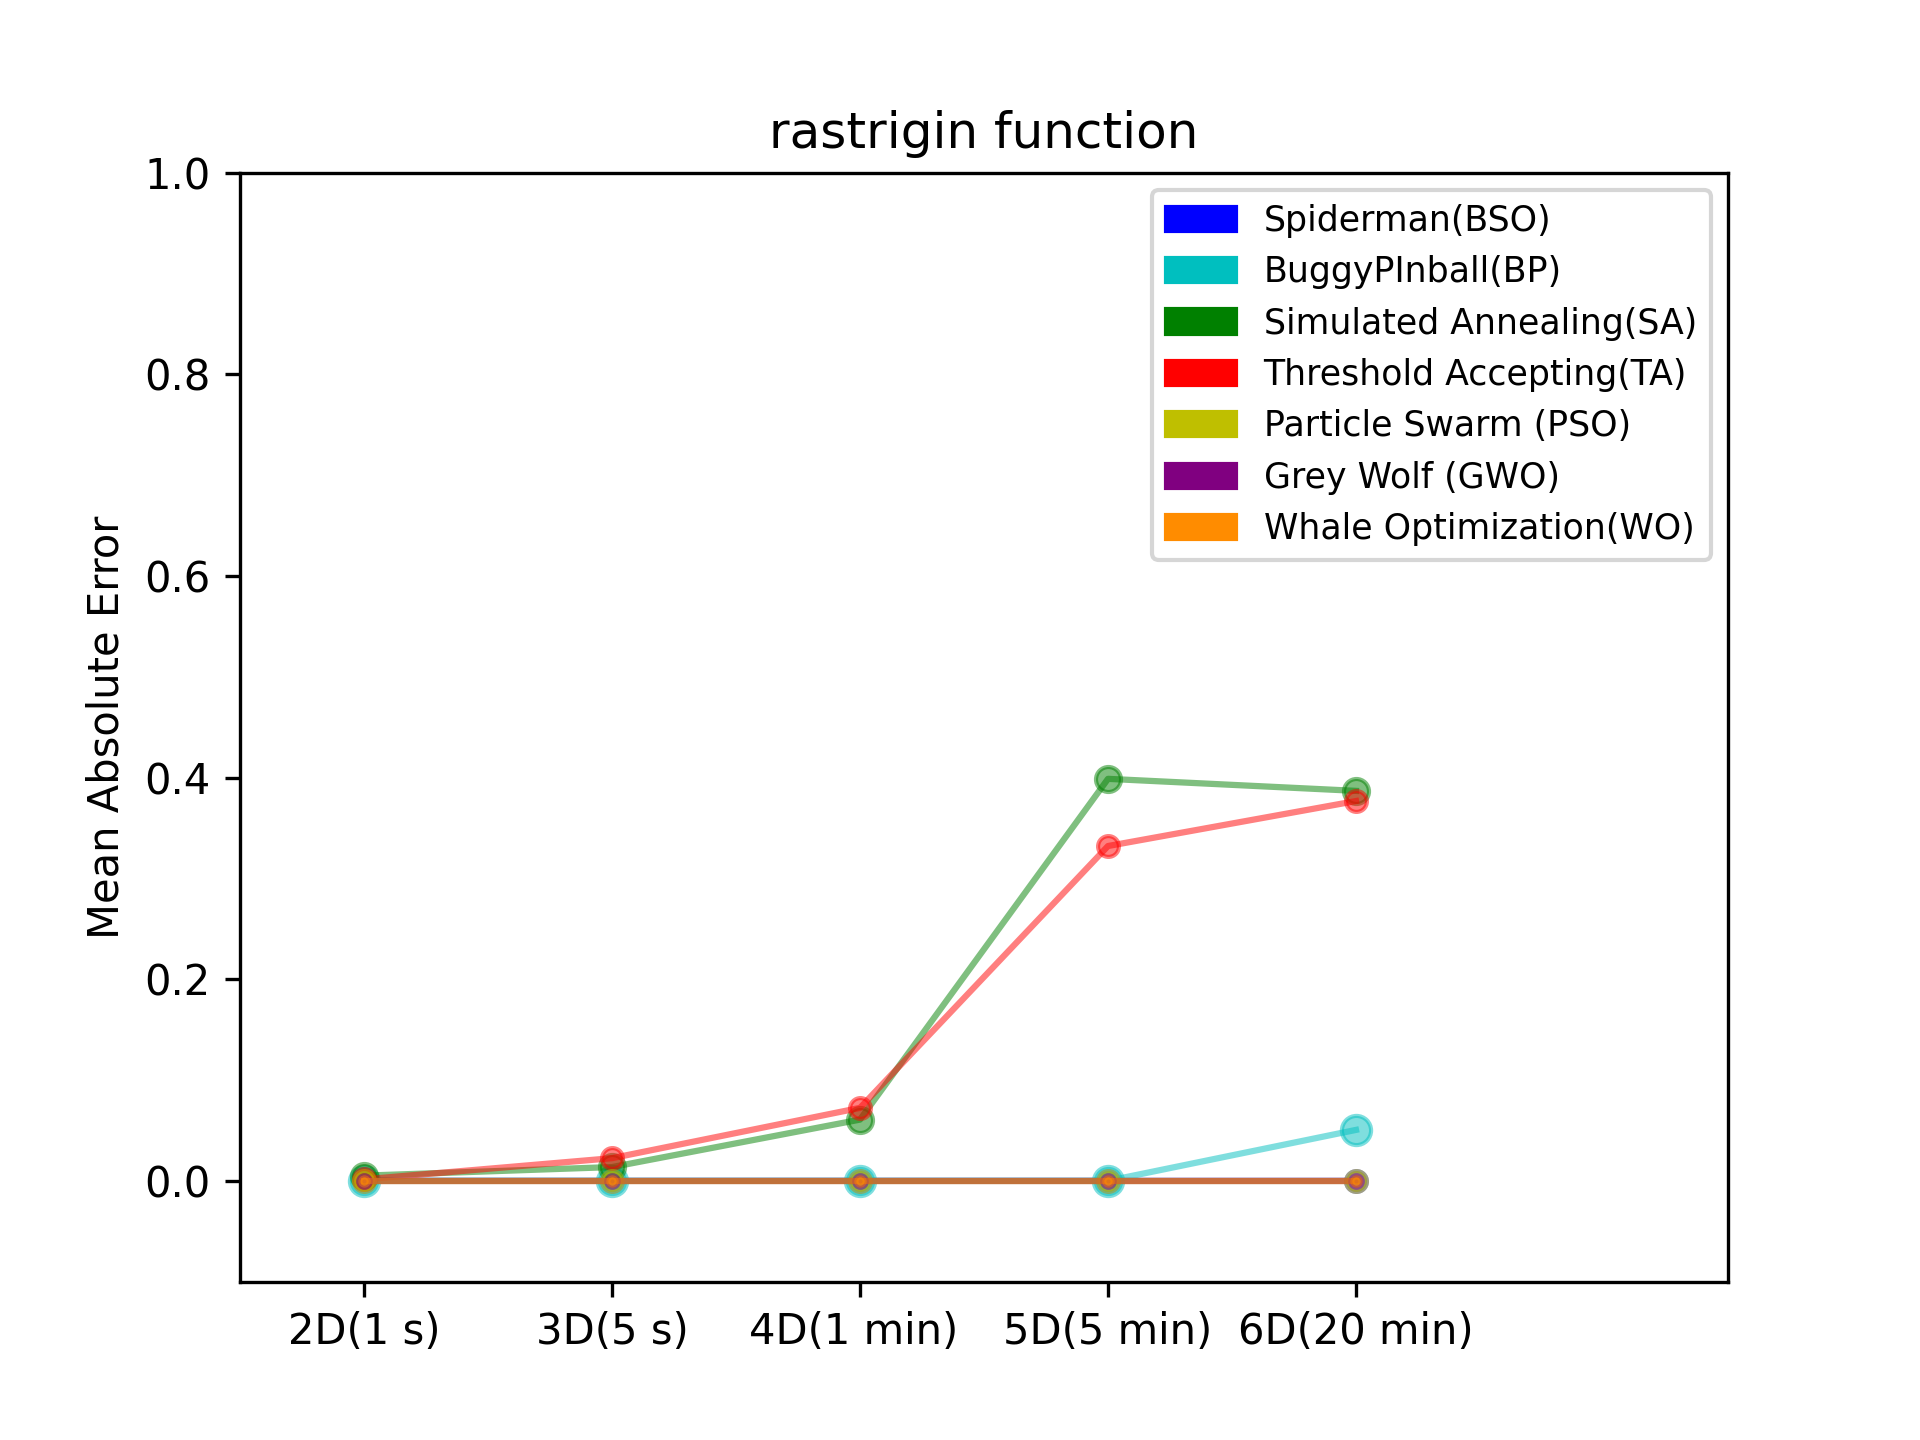 rastrigin function
1.0
0.8
0.6
0.4
0.2
0.0
Mean Absolute Error
Spiderman(BSO)
BuggyPInball(BP)
Simulated Annealing(SA)
Threshold Accepting(TA)
Particle Swarm (PSO)
Grey Wolf (GWO)
Whale Optimization(WO)
2D(1 s) 3D(5 s) 4D(1 min) 5D(5 min) 6D(20 min)